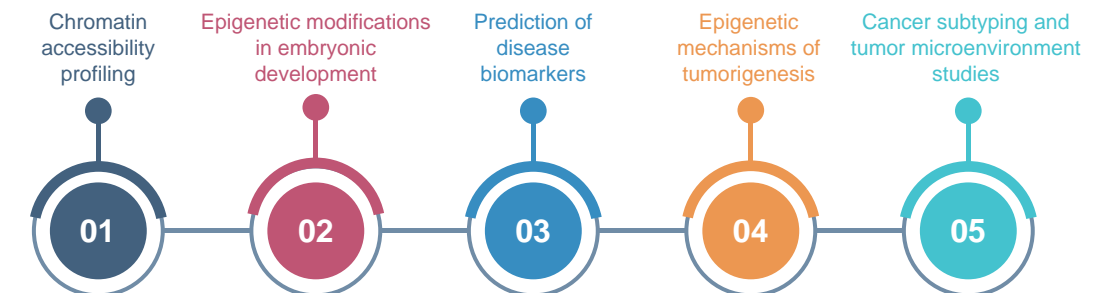 Chromatin
accessibility
profiling
Epigenetic modifications
in embryonic
development
Prediction of
disease
biomarkers
Epigenetic
mechanisms of
tumorigenesis
Cancer subtyping and
tumor microenvironment
studies
01
02
03
04
05